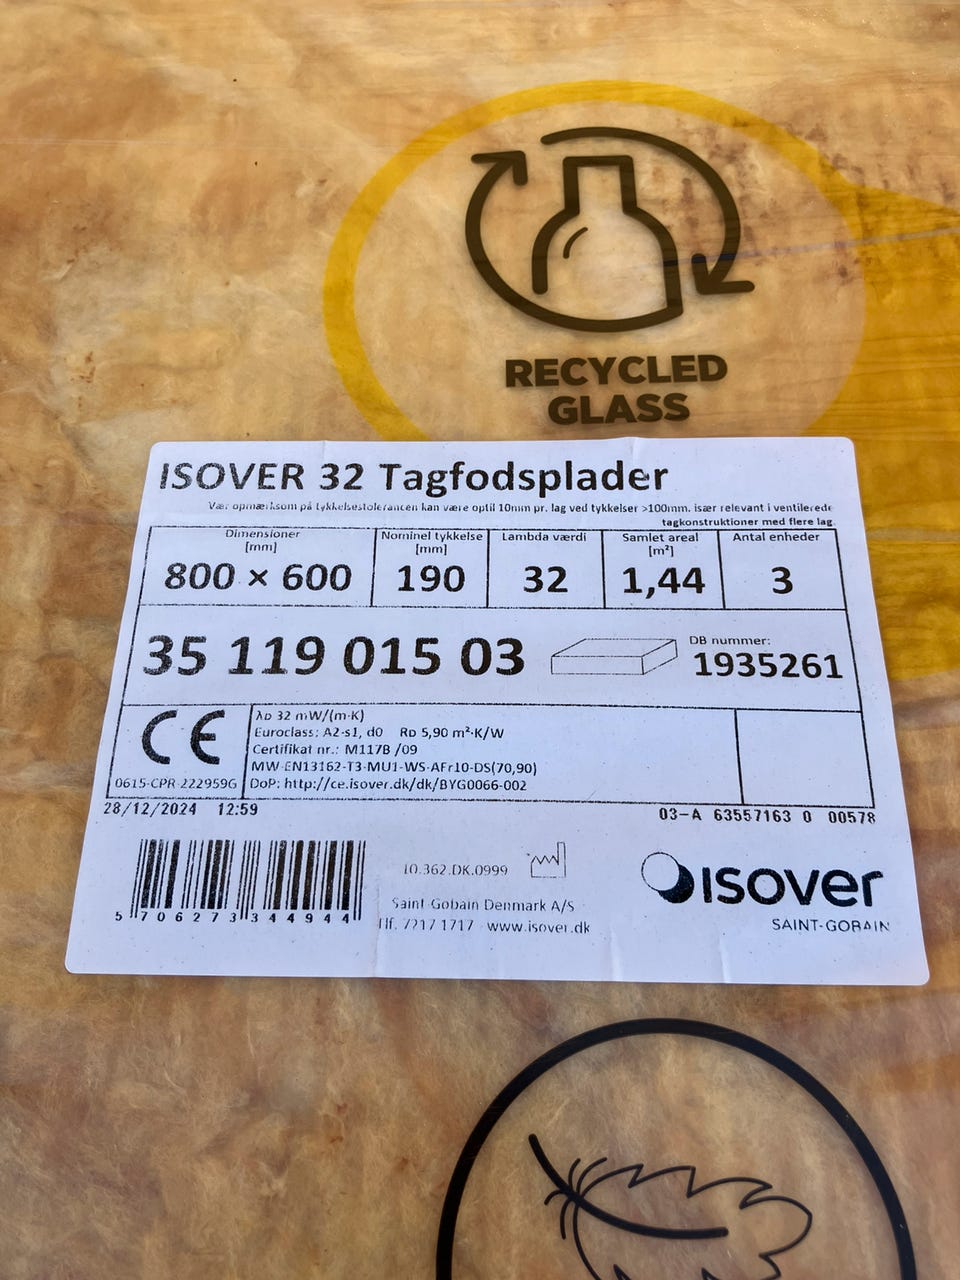 RECYCLED
GLASS
ISOVER 32 Tagfodsplader
Vær opmærksom på tykkelsestolerancen kan være optil 10mm pr. lag ved tykkelser >100mm. især relevant i ventilerede
tagkonstruktioner med flere lag.
Dimensioner [mm] Nominel tykkelse [mm] Lambda værdi Samlet areal [m²] Antal enheder
800 × 600 190 32 1,44 3
35 119 015 03
DB nummer:
1935261
CE
0615-CPR-222959G
λD 32 mW/(m·K)
Euroclass: A2-s1, d0 RD 5,90 m²·K/W
Certifikat nr.: M117B /09
MW-EN13162-T3-MU1-WS-AFr10-DS(70,90)
DoP: http://ce.isover.dk/dk/BYG0066-002
28/12/2024 12:59
03-A 63557163 0 00578
5 706273 344944
10.362.DK.0999
Saint-Gobain Denmark A/S
Tlf. 7217 1717 - www.isover.dk
isover
SAINT-GOBAIN